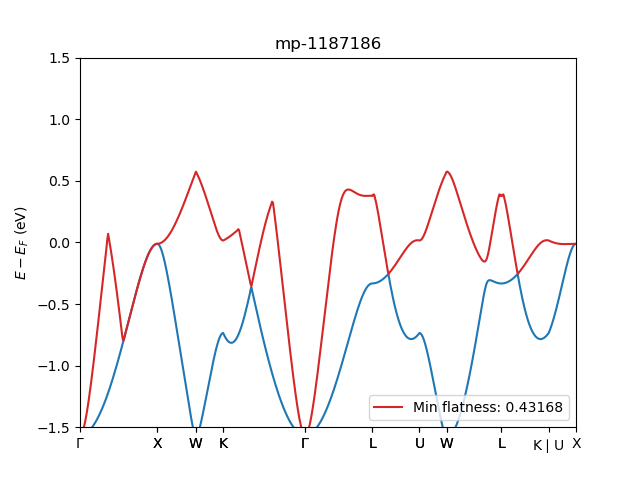 mp-1187186
E − E_F (eV)
1.5
1.0
0.5
0.0
−0.5
−1.0
−1.5
Min flatness: 0.43168
Γ X W K Γ L U W L K | U X